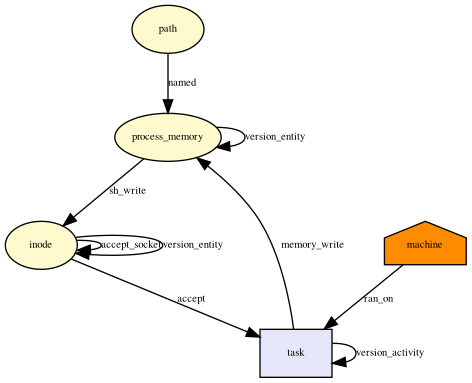 path
named
process_memory
version_entity
sh_write
inode
accept_socket
version_entity
memory_write
machine
accept
ran_on
task
version_activity